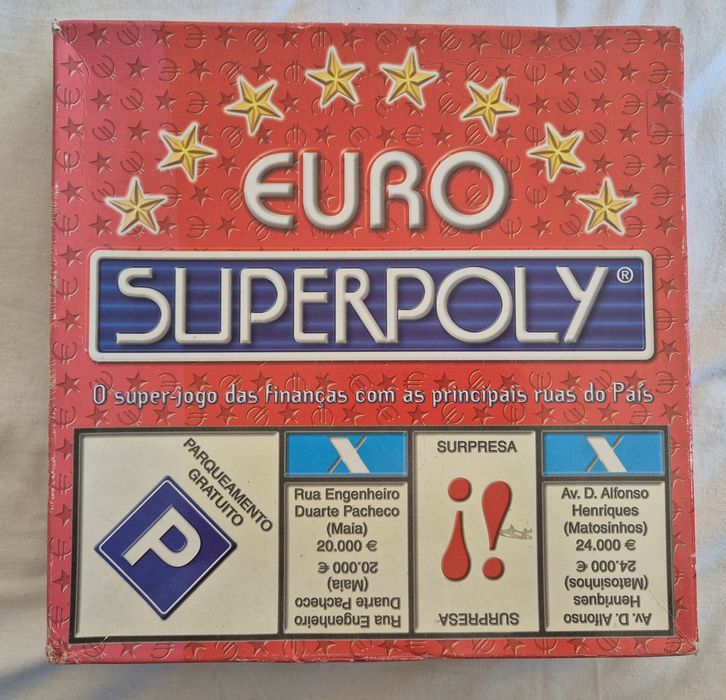 EURO
SUPERPOLY®
O super-jogo das finanças com as principais ruas do País
PARQUEAMENTO
GRATUITO
P
X
Rua Engenheiro
Duarte Pacheco
(Maia)
20.000 €
20.000 €
(Maia)
Duarte Pacheco
Rua Engenheiro
SURPRESA
¡!
SURPRESA
X
Av. D. Alfonso
Henriques
(Matosinhos)
24.000 €
24.000 €
(Matosinhos)
Henriques
Av. D. Alfonso